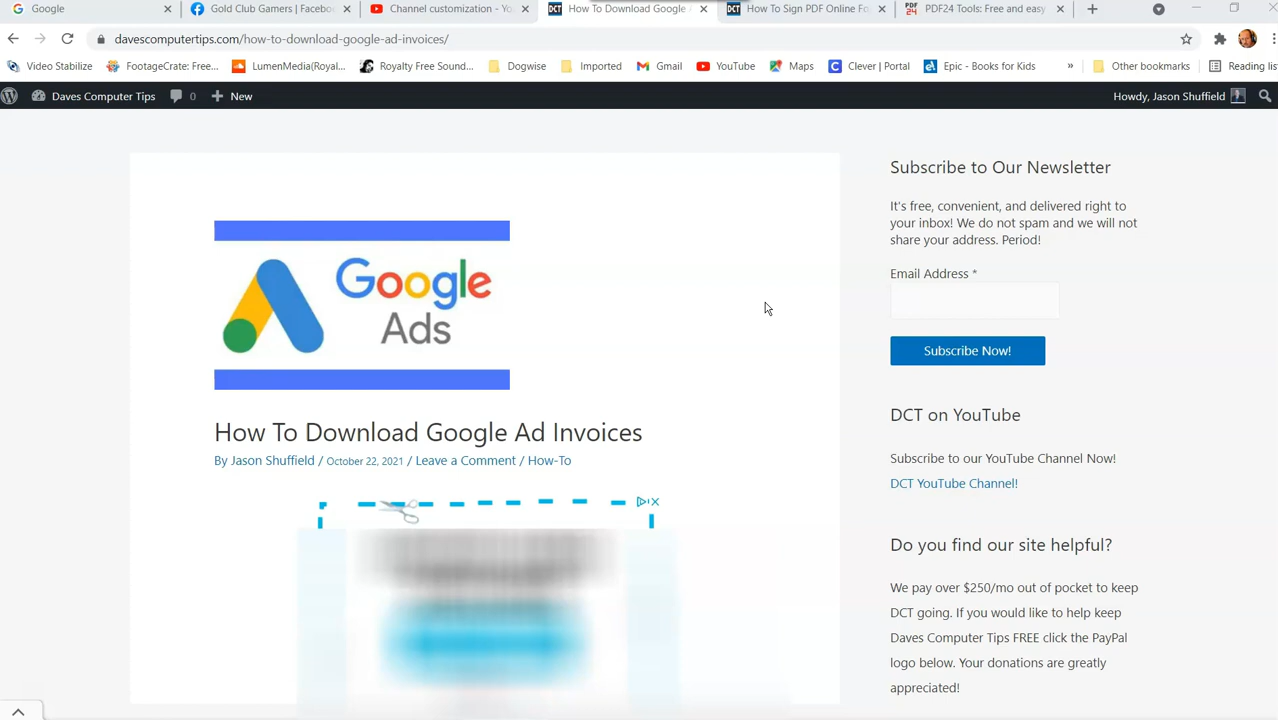 Google
Gold Club Gamers | Facebo
Channel customization - Yo
DCT
How To Download Google
DCT
How To Sign PDF Online Fo
PDF
24
PDF24 Tools: Free and easy
davescomputertips.com/how-to-download-google-ad-invoices/
Video Stabilize
FootageCrate: Free...
LumenMedia(Royal...
Royalty Free Sound...
Dogwise
Imported
Gmail
YouTube
Maps
Clever | Portal
Epic - Books for Kids
»
Other bookmarks
Reading list
Daves Computer Tips
0
New
Howdy, Jason Shuffield
Google
Ads
How To Download Google Ad Invoices
By Jason Shuffield / October 22, 2021 / Leave a Comment / How-To
Subscribe to Our Newsletter
It's free, convenient, and delivered right to
your inbox! We do not spam and we will not
share your address. Period!
Email Address *
Subscribe Now!
DCT on YouTube
Subscribe to our YouTube Channel Now!
DCT YouTube Channel!
Do you find our site helpful?
We pay over $250/mo out of pocket to keep
DCT going. If you would like to help keep
Daves Computer Tips FREE click the PayPal
logo below. Your donations are greatly
appreciated!